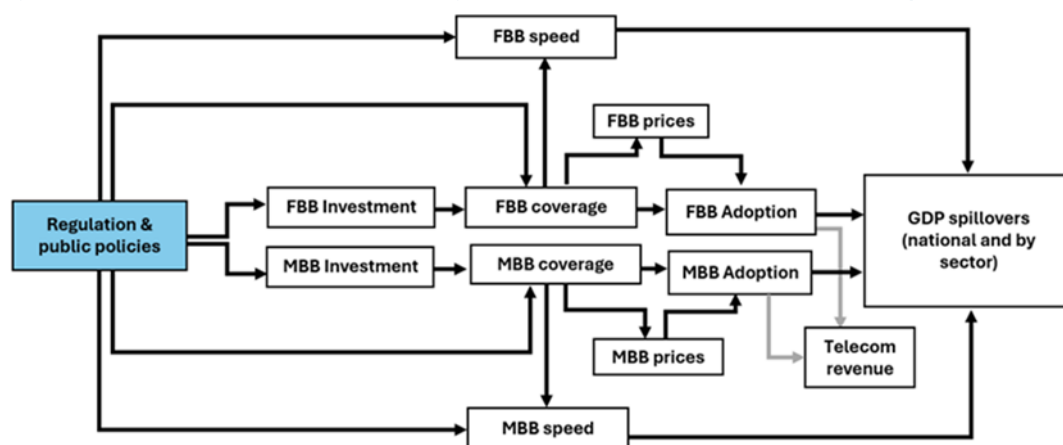 FBB speed
FBB prices
Regulation &
public policies
FBB Investment
FBB coverage
FBB Adoption
GDP spillovers
(national and by
sector)
MBB Investment
MBB coverage
MBB Adoption
MBB prices
Telecom
revenue
MBB speed